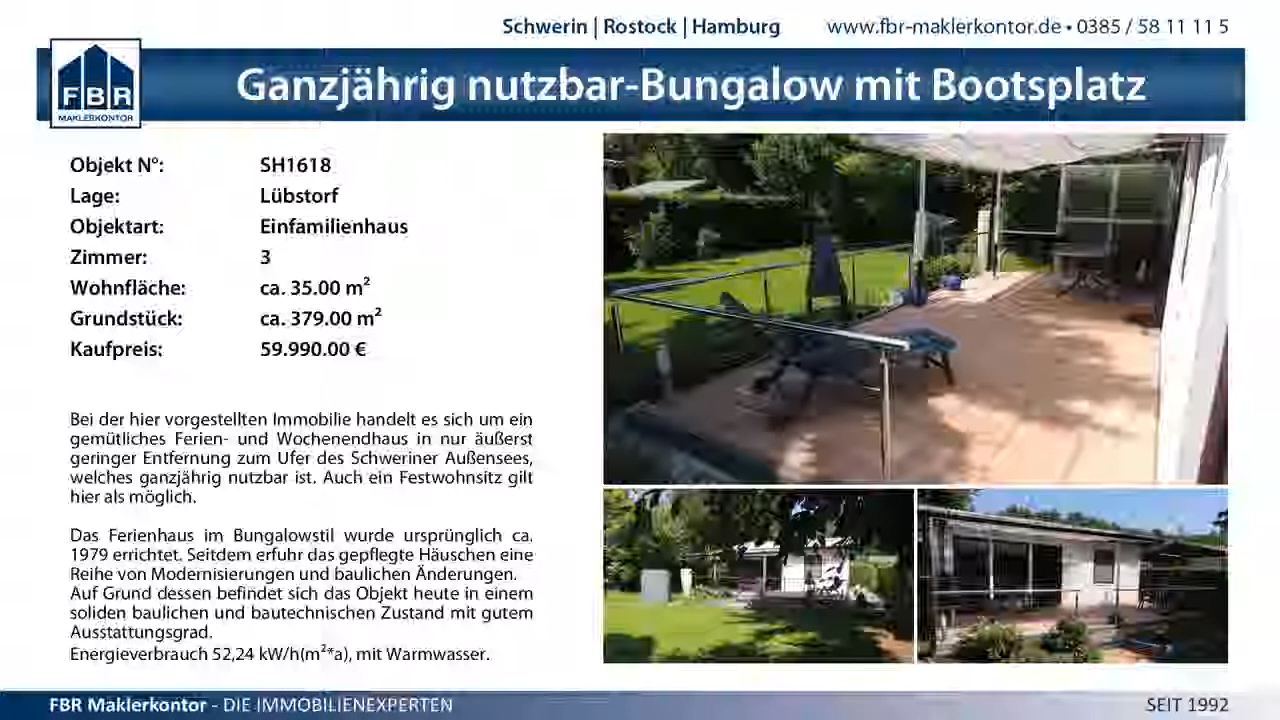 Schwerin | Rostock | Hamburg www.fbr-maklerkontor.de • 0385 / 58 11 11 5
FBR
MAKLERKONTOR
Ganzjährig nutzbar-Bungalow mit Bootsplatz
Objekt N°: SH1618
Lage: Lübstorf
Objektart: Einfamilienhaus
Zimmer: 3
Wohnfläche: ca. 35.00 m²
Grundstück: ca. 379.00 m²
Kaufpreis: 59.990.00 €
Bei der hier vorgestellten Immobilie handelt es sich um ein
gemütliches Ferien- und Wochenendhaus in nur äußerst
geringer Entfernung zum Ufer des Schweriner Außensees,
welches ganzjährig nutzbar ist. Auch ein Festwohnsitz gilt
hier als möglich.
Das Ferienhaus im Bungalowstil wurde ursprünglich ca.
1979 errichtet. Seitdem erfuhr das gepflegte Häuschen eine
Reihe von Modernisierungen und baulichen Änderungen.
Auf Grund dessen befindet sich das Objekt heute in einem
soliden baulichen und bautechnischen Zustand mit gutem
Ausstattungsgrad.
Energieverbrauch 52,24 kW/h(m²*a), mit Warmwasser.
FBR Maklerkontor - DIE IMMOBILIENEXPERTEN SEIT 1992